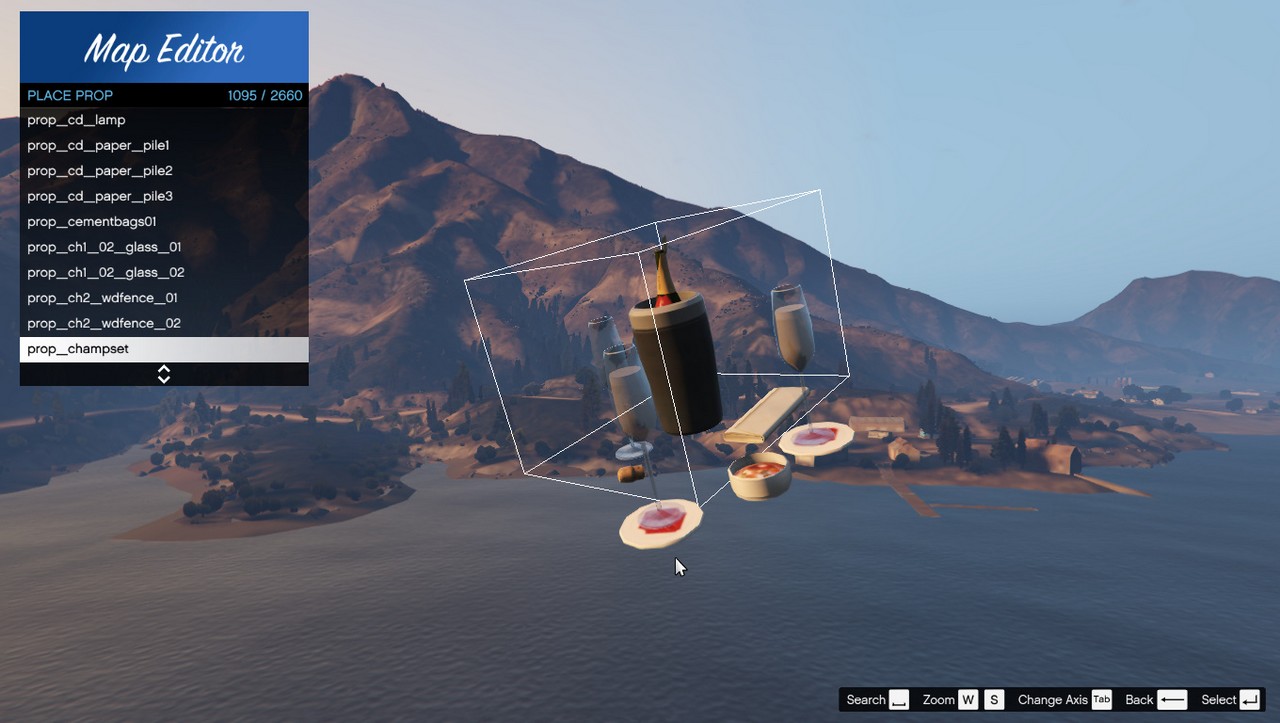 Map Editor
PLACE PROP 1095 / 2660
prop_cd_lamp
prop_cd_paper_pile1
prop_cd_paper_pile2
prop_cd_paper_pile3
prop_cementbags01
prop_ch1_02_glass_01
prop_ch1_02_glass_02
prop_ch2_wdfence_01
prop_ch2_wdfence_02
prop_champset
Search Zoom W S Change Axis Tab Back Select